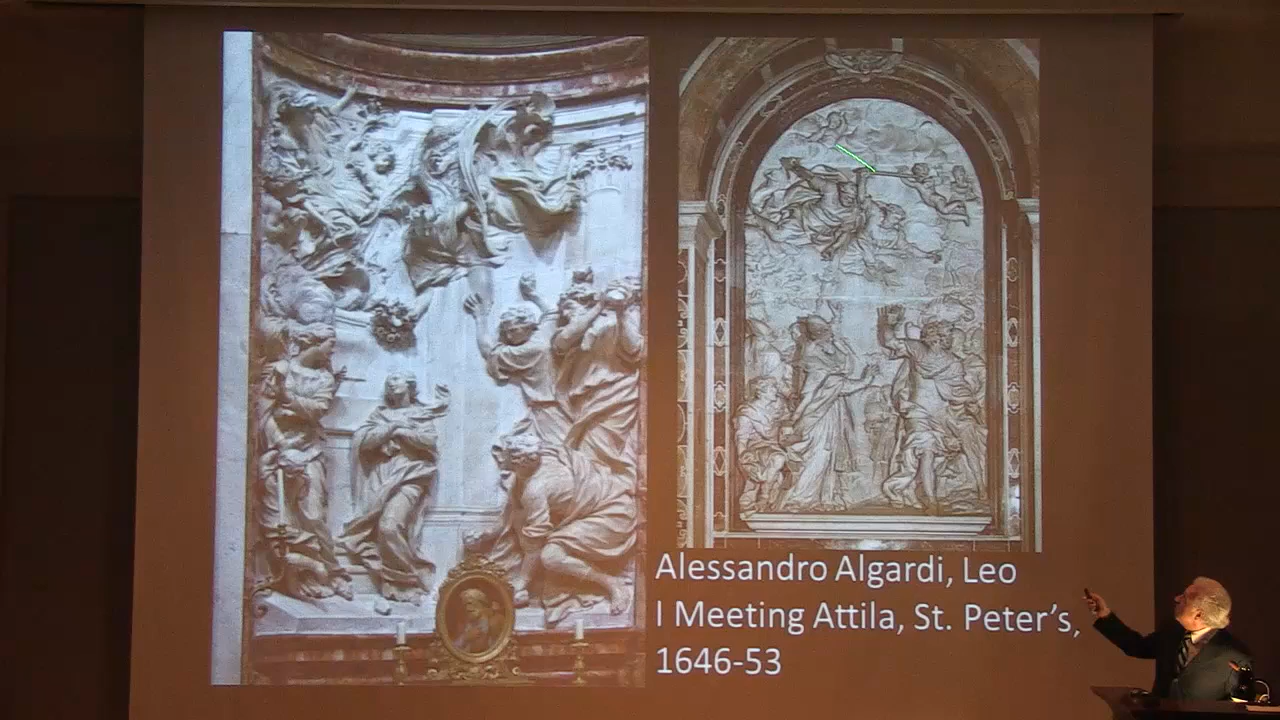 Alessandro Algardi, Leo
I Meeting Attila, St. Peter's,
1646-53